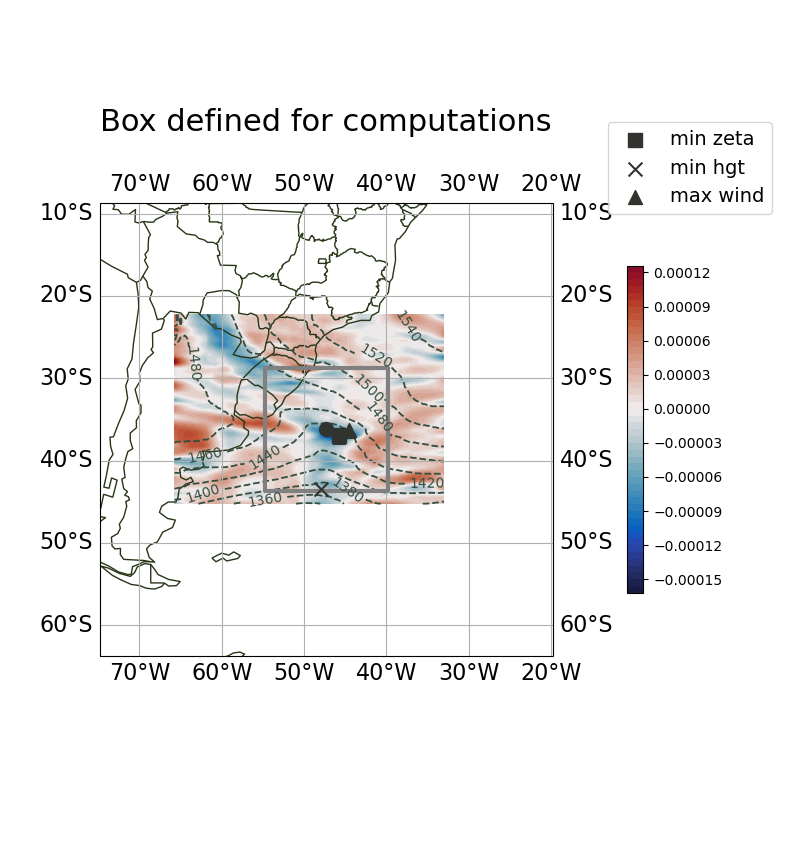 Box defined for computations
min zeta
min hgt
max wind
70°W 60°W 50°W 40°W 30°W 20°W
10°S 10°S
20°S 20°S
30°S 30°S
40°S 40°S
50°S 50°S
60°S 60°S
70°W 60°W 50°W 40°W 30°W 20°W
1540
1520
1480
1500
1480
1460
1440
1400
1360
1380
1420
0.00012
0.00009
0.00006
0.00003
0.00000
−0.00003
−0.00006
−0.00009
−0.00012
−0.00015